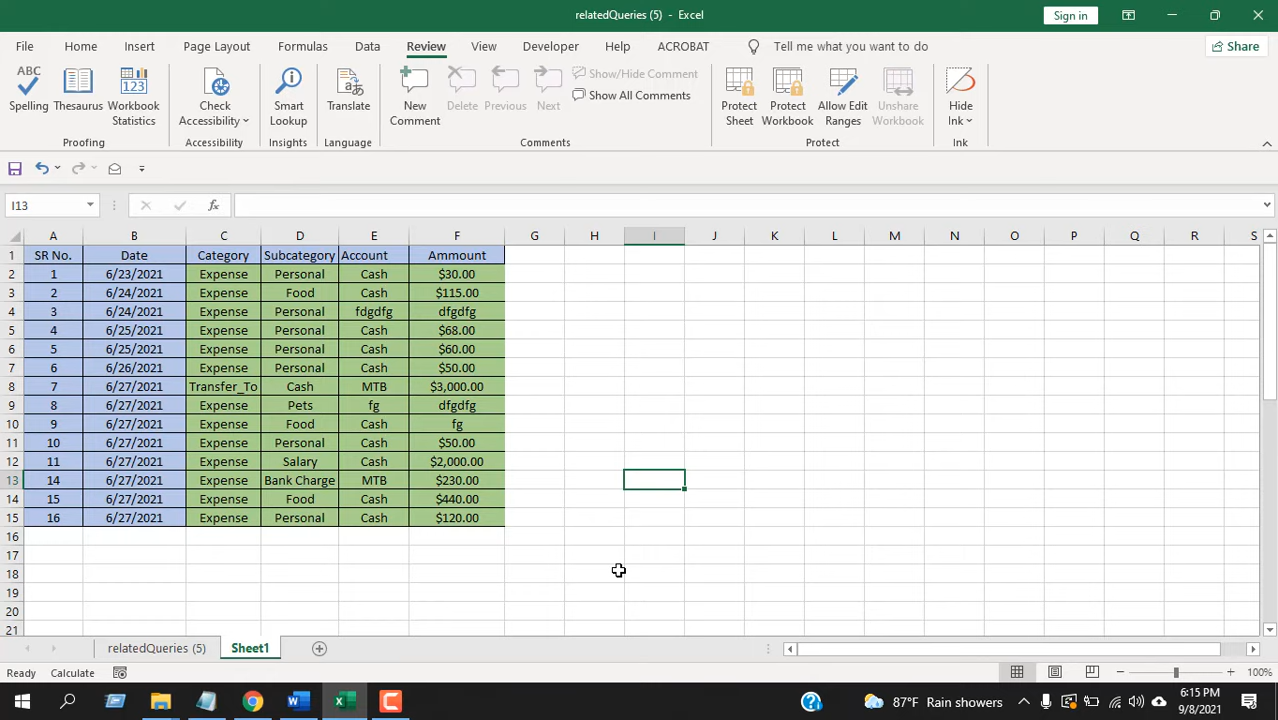 relatedQueries (5) - Excel
Sign in
File Home Insert Page Layout Formulas Data Review View Developer Help ACROBAT Tell me what you want to do Share
ABC
123
Spelling Thesaurus Workbook Statistics
Check Accessibility
Smart Lookup
Translate
New Comment
Delete Previous Next
Show/Hide Comment
Show All Comments
Protect Sheet
Protect Workbook
Allow Edit Ranges
Unshare Workbook
Hide Ink
Proofing Accessibility Insights Language Comments Protect Ink
I13 fx
A B C D E F G H I J K L M N O P Q R S
1 SR No. Date Category Subcategory Account Ammount
2 1 6/23/2021 Expense Personal Cash $30.00
3 2 6/24/2021 Expense Food Cash $115.00
4 3 6/24/2021 Expense Personal fdgdfg dfgdfg
5 4 6/25/2021 Expense Personal Cash $68.00
6 5 6/25/2021 Expense Personal Cash $60.00
7 6 6/26/2021 Expense Personal Cash $50.00
8 7 6/27/2021 Transfer_To Cash MTB $3,000.00
9 8 6/27/2021 Expense Pets fg dfgdfg
10 9 6/27/2021 Expense Food Cash fg
11 10 6/27/2021 Expense Personal Cash $50.00
12 11 6/27/2021 Expense Salary Cash $2,000.00
13 14 6/27/2021 Expense Bank Charge MTB $230.00
14 15 6/27/2021 Expense Food Cash $440.00
15 16 6/27/2021 Expense Personal Cash $120.00
16
17
18
19
20
21
relatedQueries (5) Sheet1
Ready Calculate 100%
87°F Rain showers 6:15 PM
9/8/2021